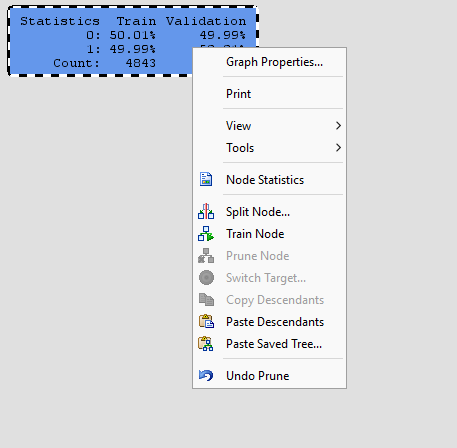 Statistics Train Validation
0: 50.01% 49.99%
1: 49.99%
Count: 4843
Graph Properties...
Print
View
Tools
Node Statistics
Split Node...
Train Node
Prune Node
Switch Target...
Copy Descendants
Paste Descendants
Paste Saved Tree...
Undo Prune